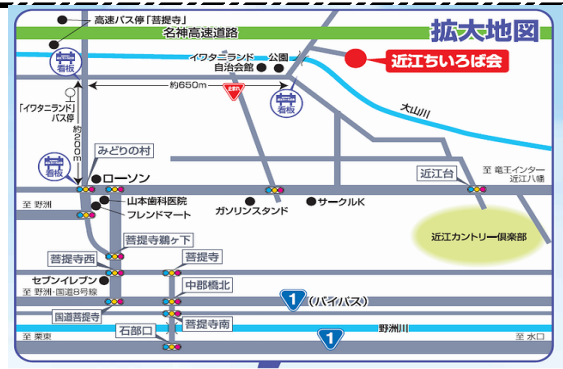 高速バス停「菩提寺」
名神高速道路
拡大地図
イワタニランド
自治会館
公園
近江ちいろば会
看板
約650m
止まれ
看板
「イワタニランド」
バス停
約200m
大山川
みどりの村
看板
ローソン
近江台
至 竜王インター
近江八幡
至 野洲
山本歯科医院
フレンドマート
ガソリンスタンド
サークルK
菩提寺鵜ヶ下
近江カントリー倶楽部
菩提寺西
菩提寺
セブンイレブン
中郡橋北
至 野洲・国道8号線
1
(バイパス)
国道菩提寺
菩提寺南
野洲川
石部口
1
至 栗東
至 水口